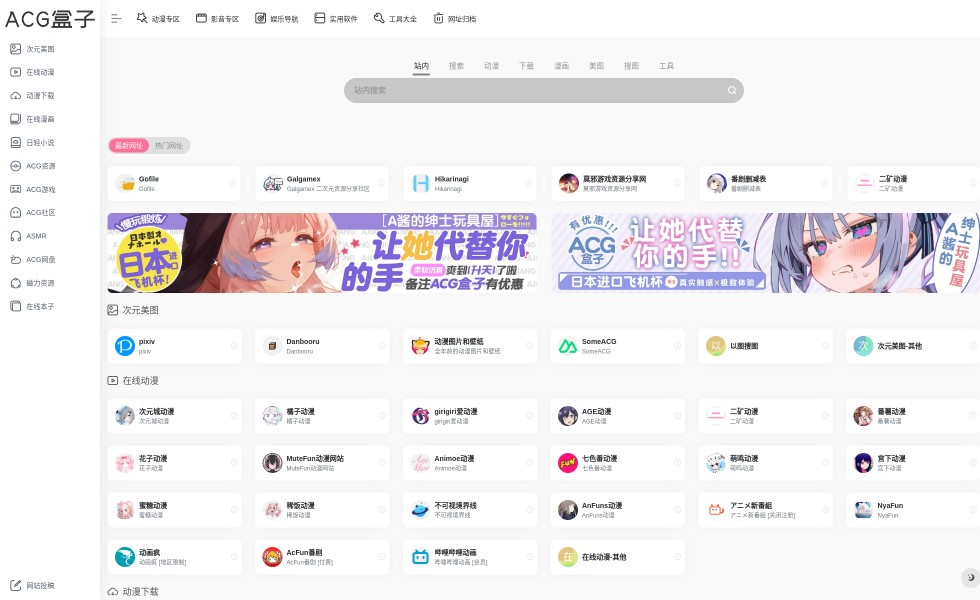 ACG盒子
动漫专区
影音专区
娱乐导航
实用软件
工具大全
网址归档
次元美图
在线动漫
动漫下载
在线漫画
日轻小说
ACG资源
ACG游戏
ACG社区
ASMR
ACG网盘
磁力资源
在线本子
网站投稿
站内
搜索
动漫
下载
漫画
美图
搜图
工具
站内搜索
最新网址
热门网址
Gofile
Gofile
Galgamex
Galgamex 二次元资源分享社区
Hikarinagi
Hikarinagi
莫邪游戏资源分享网
莫邪游戏资源分享网
番剧删减表
番剧删减表
二矿动漫
二矿动漫
日本製オ
ナホール
日本进口
飞机杯!
[A酱的绅士玩具屋]
让她代替你
的手
柔软仿真
爽到(升天)了啦
备注ACG盒子有优惠
有优惠!!
ACG
盒子
让她代替
你的手!!
日本进口飞机杯
真实触感×极致体验
绅士玩具屋
A酱的
次元美图
pixiv
pixiv
Danbooru
Danbooru
动漫图片和壁纸
全年龄的动漫图片和壁纸
SomeACG
SomeACG
以
以图搜图
次
次元美图-其他
在线动漫
次元城动漫
次元城动漫
橘子动漫
橘子动漫
girigiri爱动漫
girigiri爱动漫
AGE动漫
AGE动漫
二矿动漫
二矿动漫
番薯动漫
番薯动漫
花子动漫
花子动漫
MuteFun动漫网站
MuteFun动漫网站
Animoe动漫
Animoe动漫
FUN
七色番动漫
七色番动漫
萌鸣动漫
萌鸣动漫
宫下动漫
宫下动漫
蜜糖动漫
蜜糖动漫
稀饭动漫
稀饭动漫
不可视境界线
不可视境界线
AnFuns动漫
AnFuns动漫
アニメ新番組
アニメ新番組 [关闭注册]
NyaFun
NyaFun
动画疯
动画疯 [地区限制]
AcFun番剧
AcFun番剧 [付费]
哔哩哔哩动画
哔哩哔哩动画 [会员]
在
在线动漫-其他
动漫下载